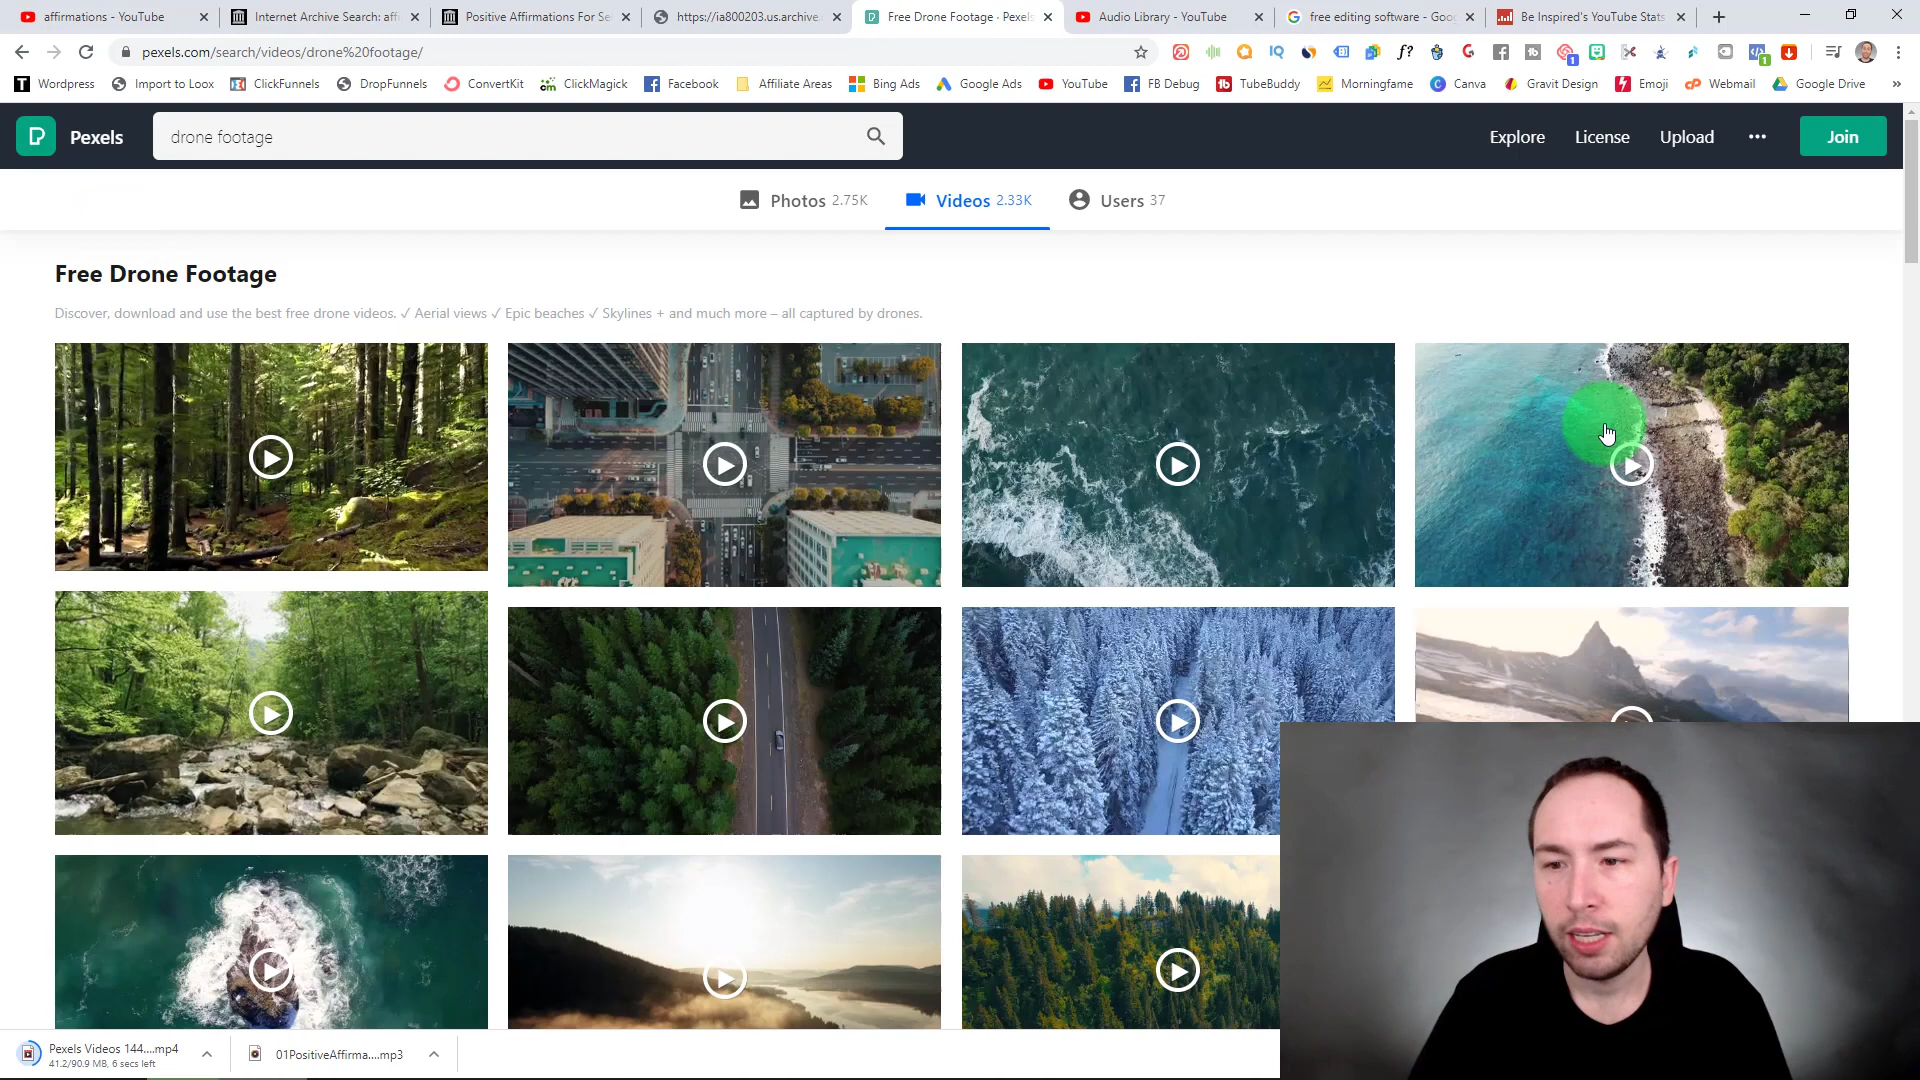 affirmations - YouTube
Internet Archive Search: affi
Positive Affirmations For Se
https://ia800203.us.archive.
Free Drone Footage · Pexels
Audio Library - YouTube
free editing software - Goog
Be Inspired's YouTube Stats
pexels.com/search/videos/drone%20footage/
Wordpress
Import to Loox
ClickFunnels
DropFunnels
ConvertKit
ClickMagick
Facebook
Affiliate Areas
Bing Ads
Google Ads
YouTube
FB Debug
TubeBuddy
Morningfame
Canva
Gravit Design
Emoji
Webmail
Google Drive
Pexels
drone footage
Explore
License
Upload
Join
Photos 2.75K
Videos 2.33K
Users 37
Free Drone Footage
Discover, download and use the best free drone videos. ✓ Aerial views ✓ Epic beaches ✓ Skylines + and much more – all captured by drones.
Pexels Videos 144....mp4
41.2/90.9 MB, 6 secs left
01PositiveAffirma....mp3